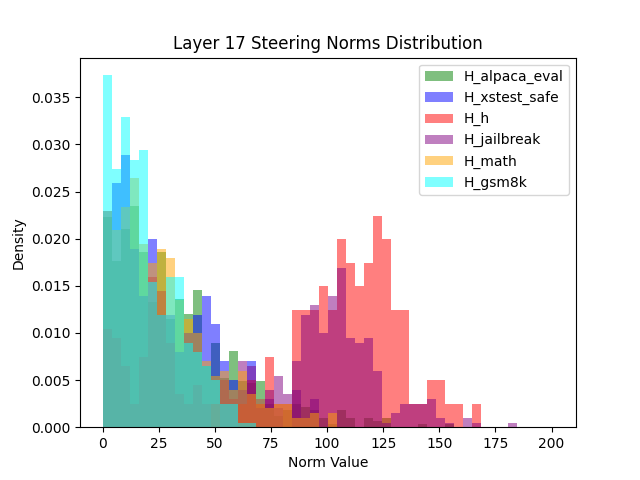 Layer 17 Steering Norms Distribution
H_alpaca_eval
H_xstest_safe
H_h
H_jailbreak
H_math
H_gsm8k
0.035
0.030
0.025
0.020
0.015
0.010
0.005
0.000
Density
0 25 50 75 100 125 150 175 200
Norm Value